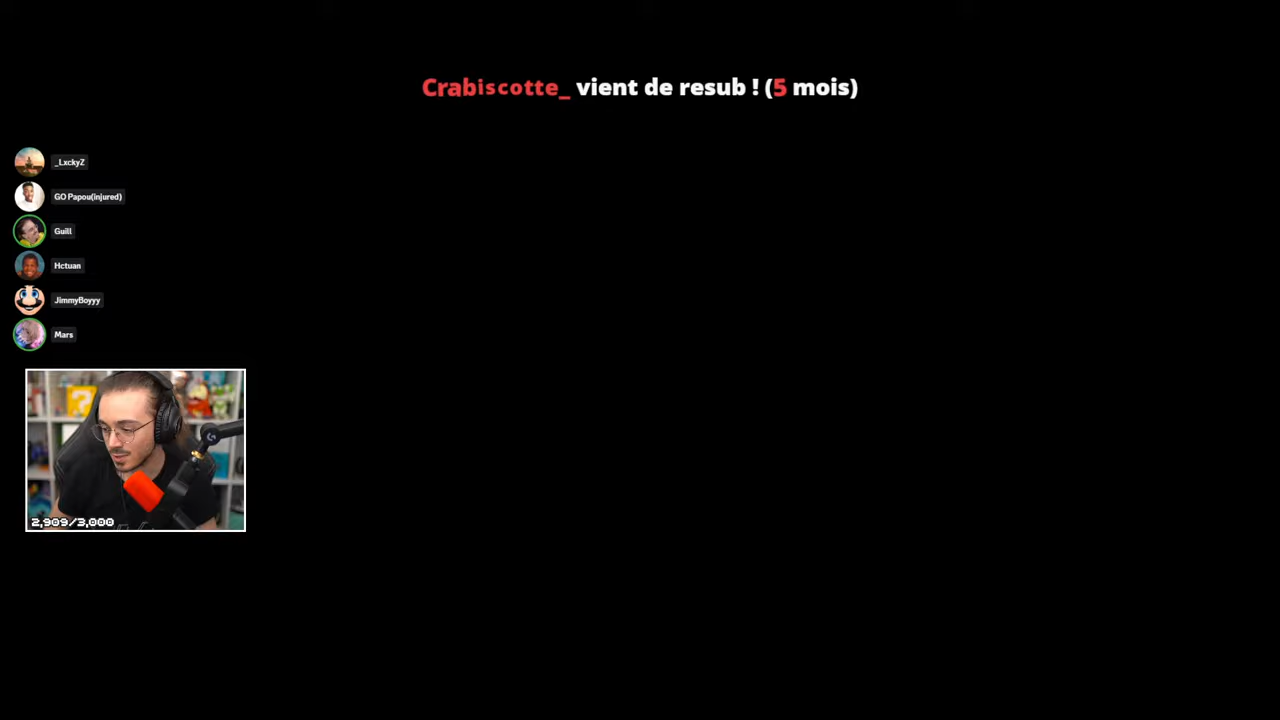 Crabiscotte_ vient de resub ! (5 mois)
_LxckyZ
GO Papou(injured)
Guill
Hctuan
JimmyBoyyy
Mars
2,909/3,000